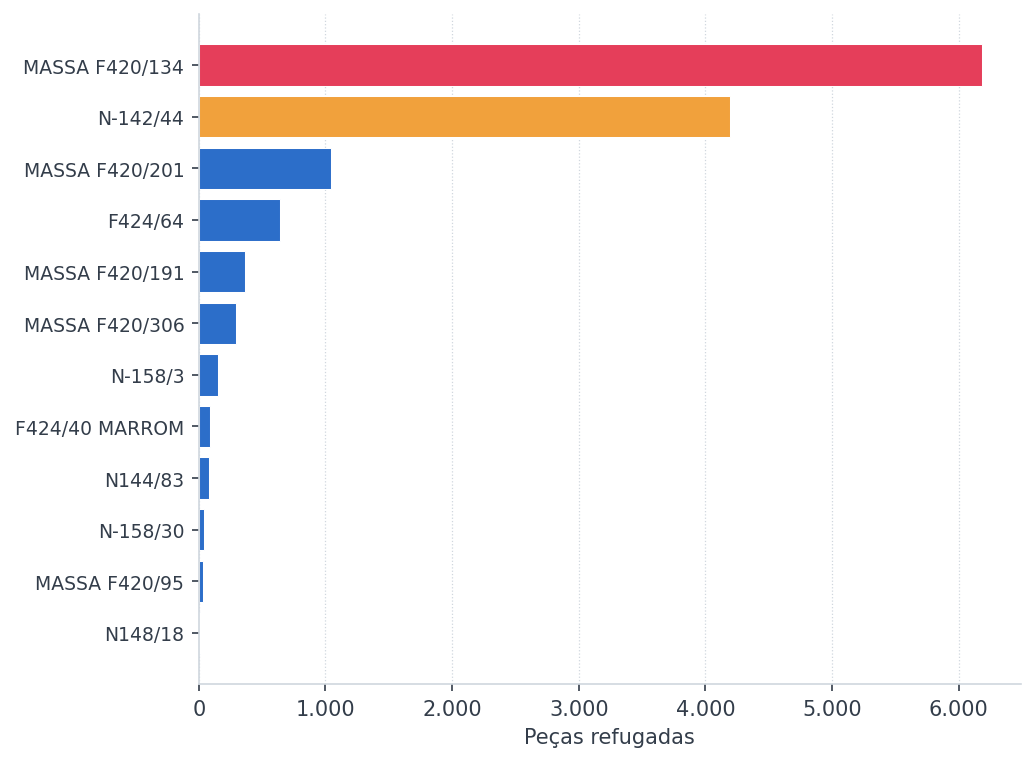 MASSA F420/134
N-142/44
MASSA F420/201
F424/64
MASSA F420/191
MASSA F420/306
N-158/3
F424/40 MARROM
N144/83
N-158/30
MASSA F420/95
N148/18
0 1.000 2.000 3.000 4.000 5.000 6.000
Peças refugadas